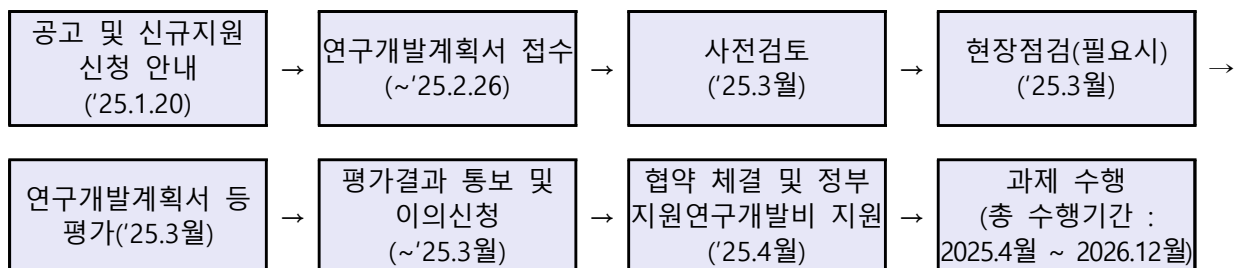 공고 및 신규지원
신청 안내
(‘25.1.20)
→
연구개발계획서 접수
(~‘25.2.26)
→
사전검토
(‘25.3월)
→
현장점검(필요시)
(‘25.3월)
→
연구개발계획서 등
평가(‘25.3월)
→
평가결과 통보 및
이의신청
(~‘25.3월)
→
협약 체결 및 정부
지원연구개발비 지원
(‘25.4월)
→
과제 수행
(총 수행기간 :
2025.4월 ~ 2026.12월)